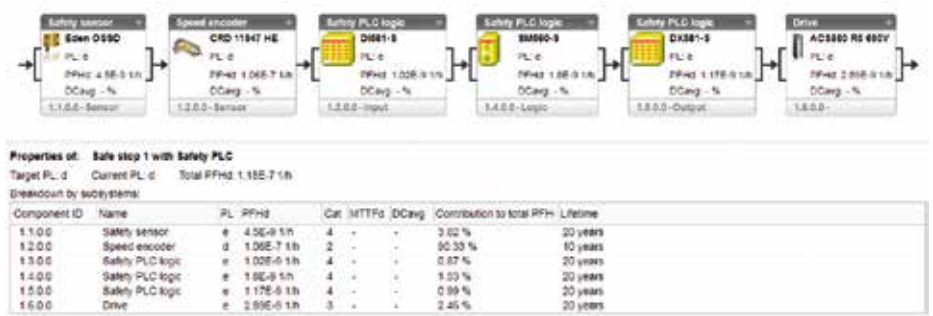 Safety sensor
Eden OSSD
PL: e
PFHd: 4.5E-9 1/h
DCavg: - %
1.1.0.0 - Sensor
Speed encoder
CRD 11947 HE
PL: d
PFHd: 1.06E-7 1/h
DCavg: - %
1.2.0.0 - Sensor
Safety PLC logic
DI581-S
PL: e
PFHd: 1.02E-9 1/h
DCavg: - %
1.3.0.0 - Input
Safety PLC logic
SM560-S
PL: e
PFHd: 1.8E-9 1/h
DCavg: - %
1.4.0.0 - Logic
Safety PLC logic
DX581-S
PL: e
PFHd: 1.17E-9 1/h
DCavg: - %
1.5.0.0 - Output
Drive
ACS880 R6 690V
PL: e
PFHd: 2.89E-9 1/h
DCavg: - %
1.6.0.0 -
Properties of: Safe stop 1 with Safety PLC
Target PL: d Current PL: d Total PFHd: 1.18E-7 1/h
Breakdown by subsystems:
Component ID Name PL PFHd Cat MTTFd DCavg Contribution to total PFH Lifetime
1.1.0.0 Safety sensor e 4.5E-9 1/h 4 - - 3.82 % 20 years
1.2.0.0 Speed encoder d 1.06E-7 1/h 2 - - 90.33 % 10 years
1.3.0.0 Safety PLC logic e 1.02E-9 1/h 4 - - 0.87 % 20 years
1.4.0.0 Safety PLC logic e 1.8E-9 1/h 4 - - 1.53 % 20 years
1.5.0.0 Safety PLC logic e 1.17E-9 1/h 4 - - 0.99 % 20 years
1.6.0.0 Drive e 2.89E-9 1/h 3 - - 2.45 % 20 years